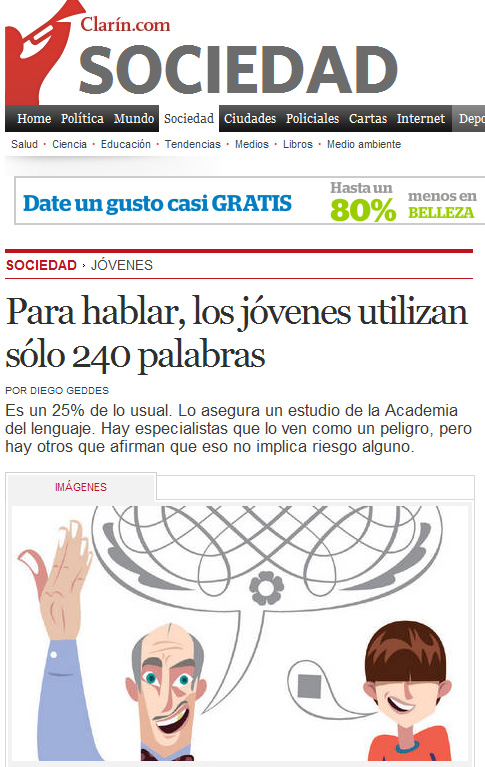 Clarín.com
SOCIEDAD
Home Política Mundo Sociedad Ciudades Policiales Cartas Internet Depo
Salud • Ciencia • Educación • Tendencias • Medios • Libros • Medio ambiente
Date un gusto casi GRATIS
Hasta un
80%
menos en
BELLEZA
SOCIEDAD › JÓVENES
Para hablar, los jóvenes utilizan
sólo 240 palabras
POR DIEGO GEDDES
Es un 25% de lo usual. Lo asegura un estudio de la Academia
del lenguaje. Hay especialistas que lo ven como un peligro, pero
hay otros que afirman que eso no implica riesgo alguno.
IMÁGENES